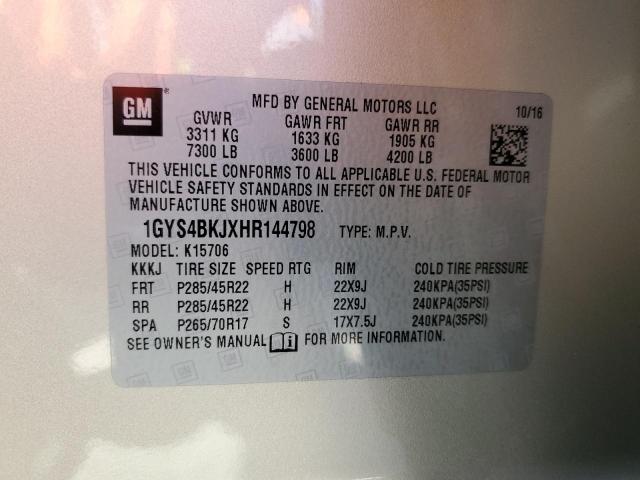 GM ®
MFD BY GENERAL MOTORS LLC 10/16
GVWR GAWR FRT GAWR RR
3311 KG 1633 KG 1905 KG
7300 LB 3600 LB 4200 LB
THIS VEHICLE CONFORMS TO ALL APPLICABLE U.S. FEDERAL MOTOR
VEHICLE SAFETY STANDARDS IN EFFECT ON THE DATE OF
MANUFACTURE SHOWN ABOVE.
1GYS4BKJXHR144798 TYPE: M.P.V.
MODEL: K15706
KKKJ TIRE SIZE SPEED RTG RIM COLD TIRE PRESSURE
FRT P285/45R22 H 22X9J 240KPA(35PSI)
RR P285/45R22 H 22X9J 240KPA(35PSI)
SPA P265/70R17 S 17X7.5J 240KPA(35PSI)
SEE OWNER'S MANUAL FOR MORE INFORMATION.